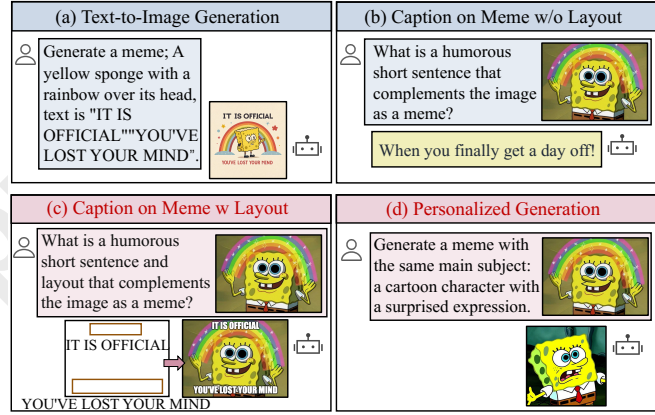 (a) Text-to-Image Generation
Generate a meme; A
yellow sponge with a
rainbow over its head,
text is "IT IS
OFFICIAL""YOU'VE
LOST YOUR MIND".
IT IS OFFICIAL
YOU'VE LOST YOUR MIND
(b) Caption on Meme w/o Layout
What is a humorous
short sentence that
complements the image
as a meme?
When you finally get a day off!
(c) Caption on Meme w Layout
What is a humorous
short sentence and
layout that complements
the image as a meme?
IT IS OFFICIAL
YOU'VE LOST YOUR MIND
IT IS OFFICIAL
YOU'VE LOST YOUR MIND
(d) Personalized Generation
Generate a meme with
the same main subject:
a cartoon character with
a surprised expression.